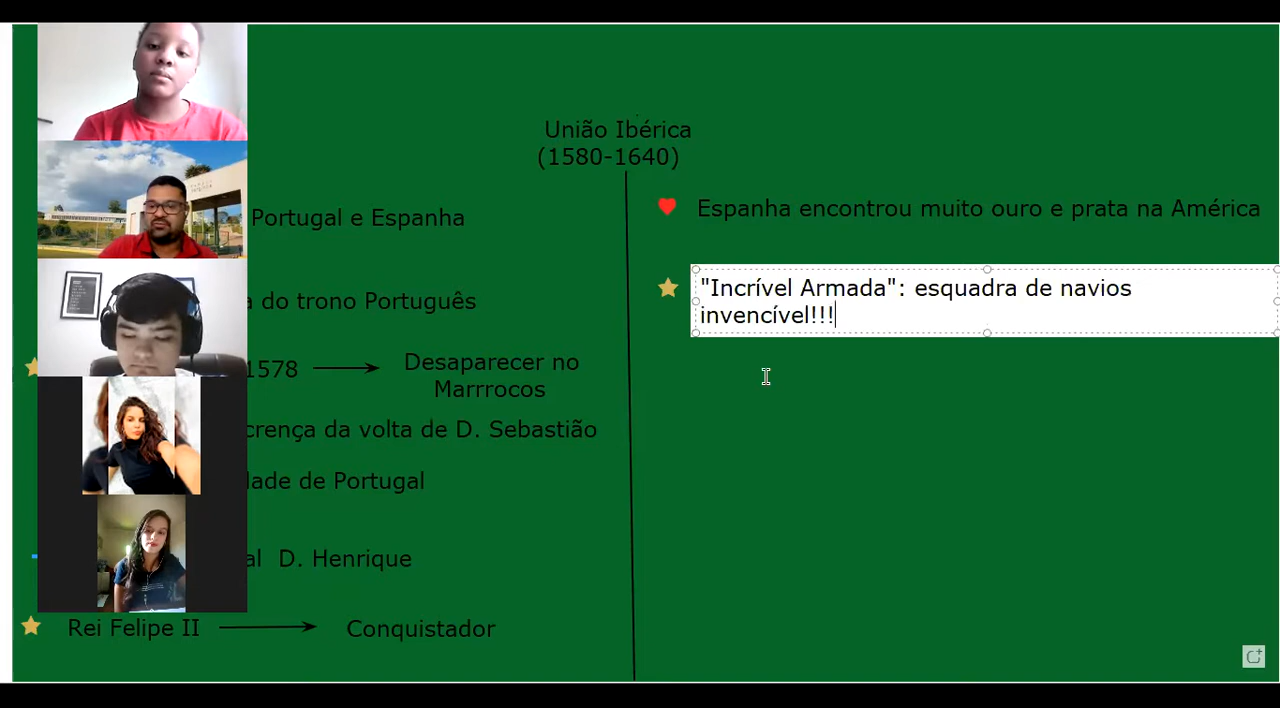 União Ibérica
(1580-1640)
Portugal e Espanha
a do trono Português
1578
Desaparecer no
Marrrocos
crença da volta de D. Sebastião
dade de Portugal
al D. Henrique
Rei Felipe II
Conquistador
Espanha encontrou muito ouro e prata na América
"Incrível Armada": esquadra de navios
invencível!!!